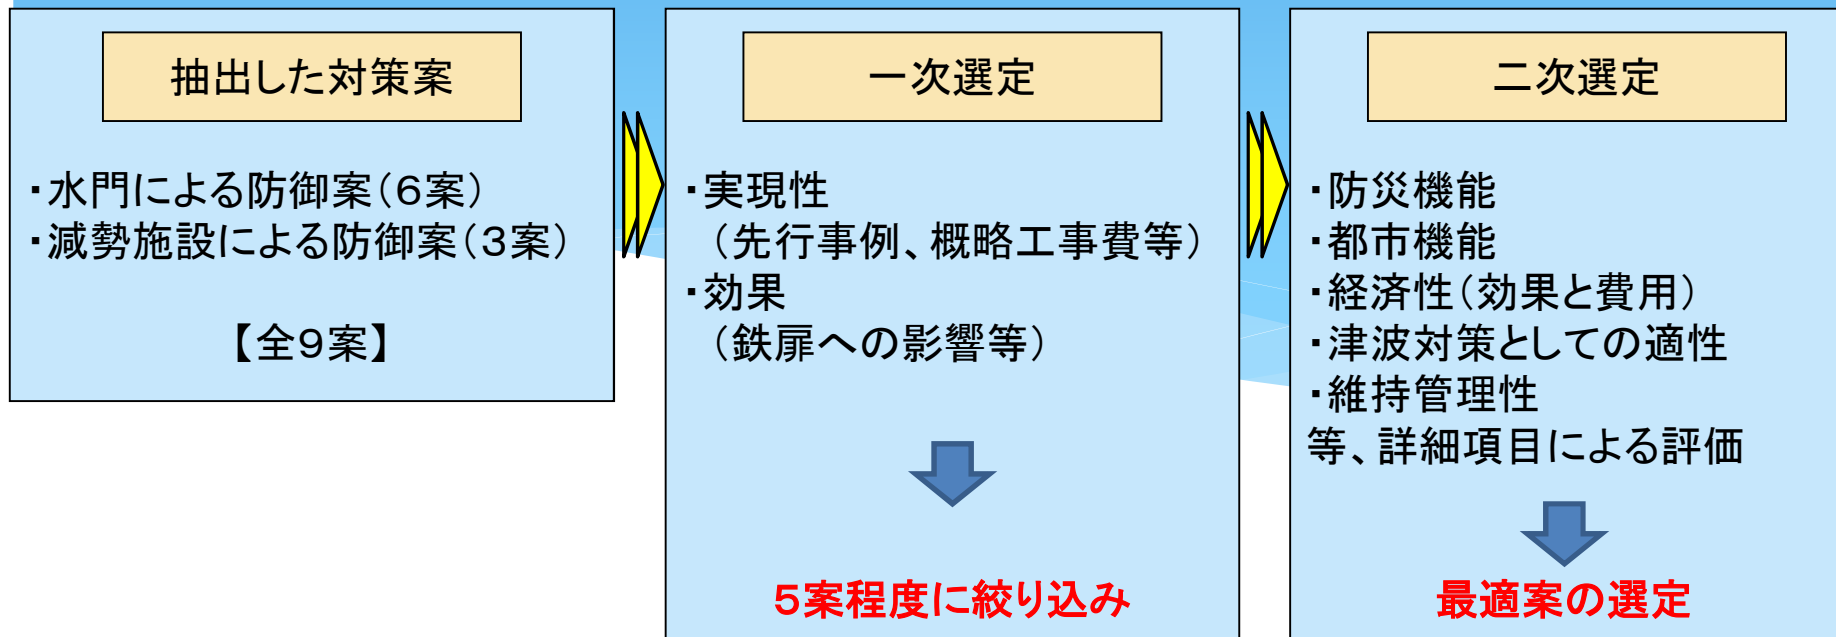 抽出した対策案
・水門による防御案(6案)
・減勢施設による防御案(3案)
【全9案】
一次選定
・実現性
(先行事例、概略工事費等)
・効果
(鉄扉への影響等)
5案程度に絞り込み
二次選定
・防災機能
・都市機能
・経済性(効果と費用)
・津波対策としての適性
・維持管理性
等、詳細項目による評価
最適案の選定